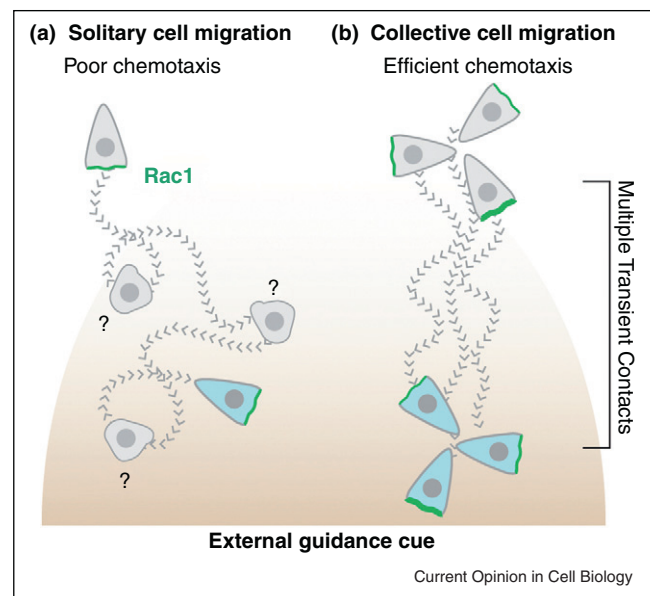 (a) Solitary cell migration
Poor chemotaxis
(b) Collective cell migration
Efficient chemotaxis
Rac1
?
?
?
Multiple Transient Contacts
External guidance cue
Current Opinion in Cell Biology